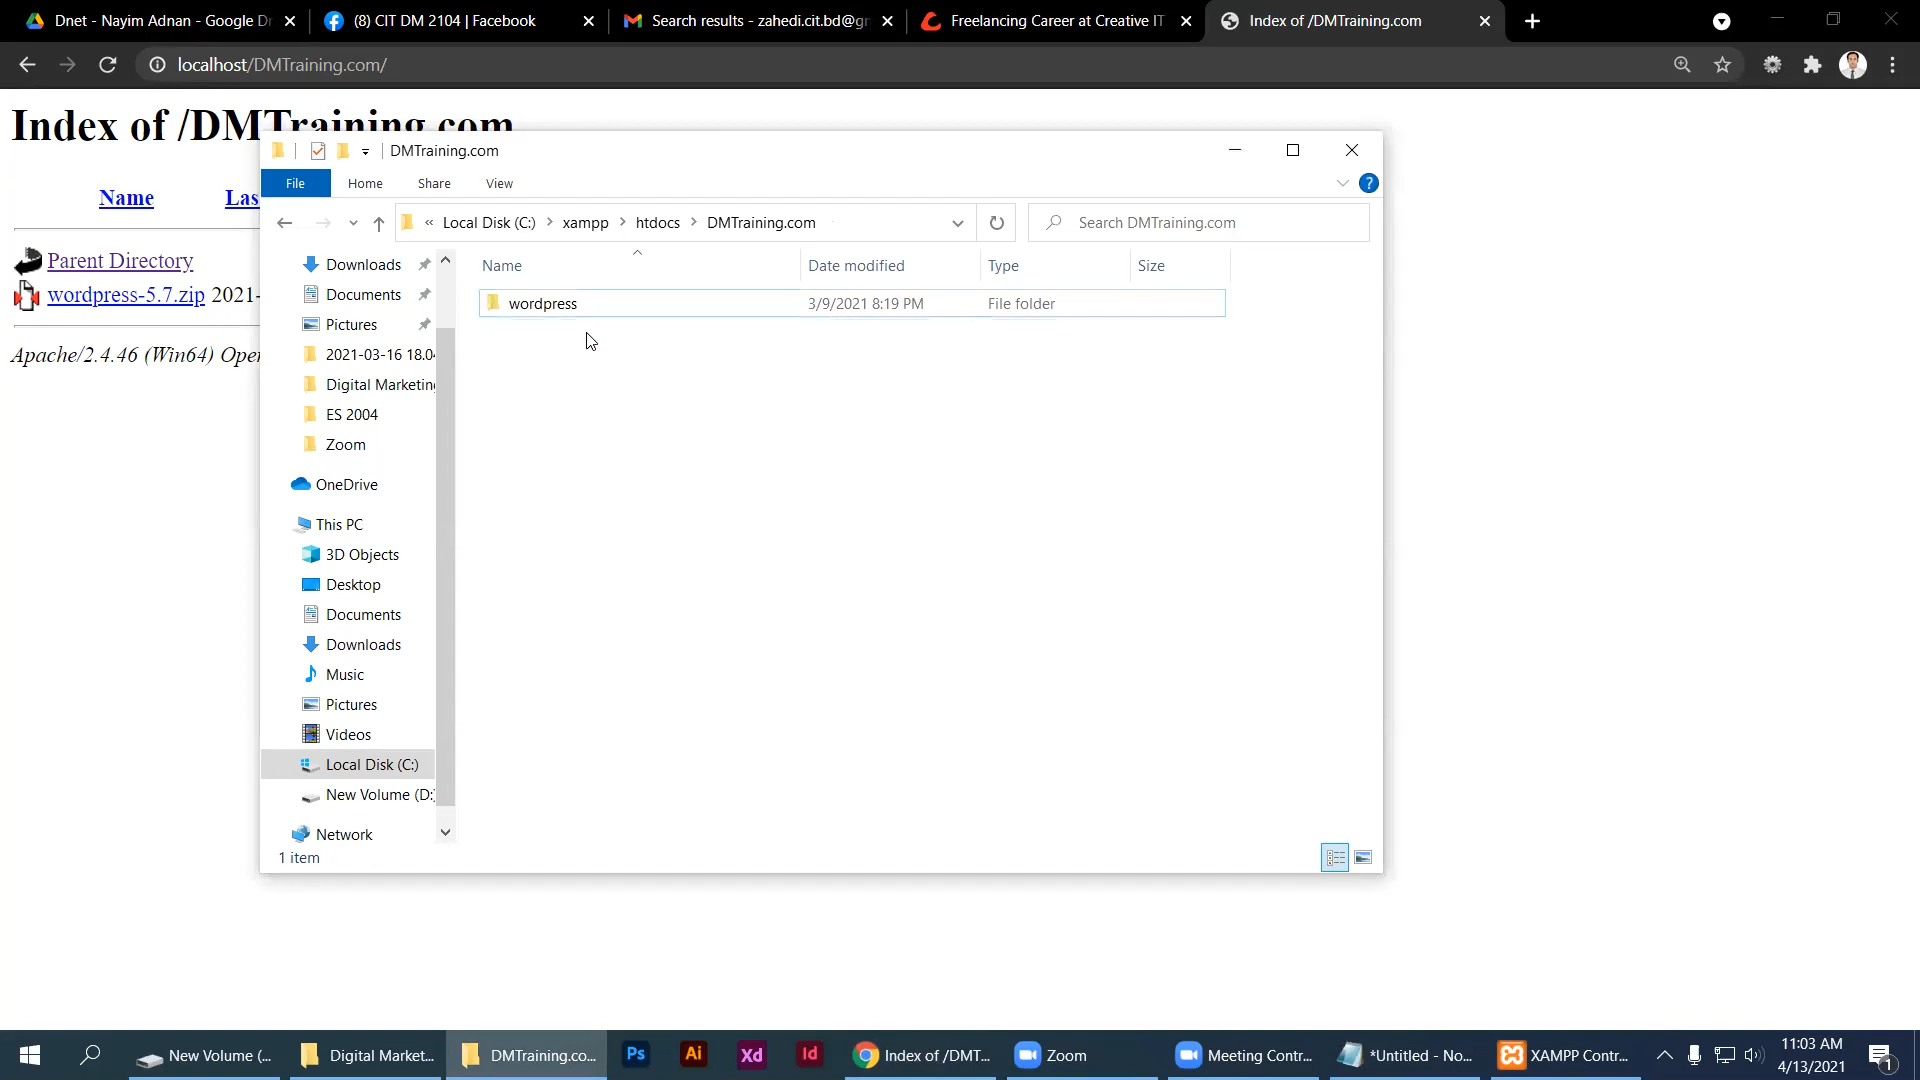 Dnet - Nayim Adnan - Google Dr
(8) CIT DM 2104 | Facebook
Search results - zahedi.cit.bd@gm
Freelancing Career at Creative IT
Index of /DMTraining.com
localhost/DMTraining.com/
Index of /DMTraining.com
Name
Las
Parent Directory
wordpress-5.7.zip 2021-
Apache/2.4.46 (Win64) Open
DMTraining.com
File
Home
Share
View
?
«
Local Disk (C:)
xampp
htdocs
DMTraining.com
Search DMTraining.com
Name
Date modified
Type
Size
wordpress
3/9/2021 8:19 PM
File folder
Downloads
Documents
Pictures
2021-03-16 18.04
Digital Marketing
ES 2004
Zoom
OneDrive
This PC
3D Objects
Desktop
Documents
Downloads
Music
Pictures
Videos
Local Disk (C:)
New Volume (D:)
Network
1 item
New Volume (...
Digital Market...
DMTraining.co...
Ps
Ai
Xd
Id
Index of /DMT...
Zoom
Meeting Contr...
*Untitled - No...
XAMPP Contr...
11:03 AM
4/13/2021
1